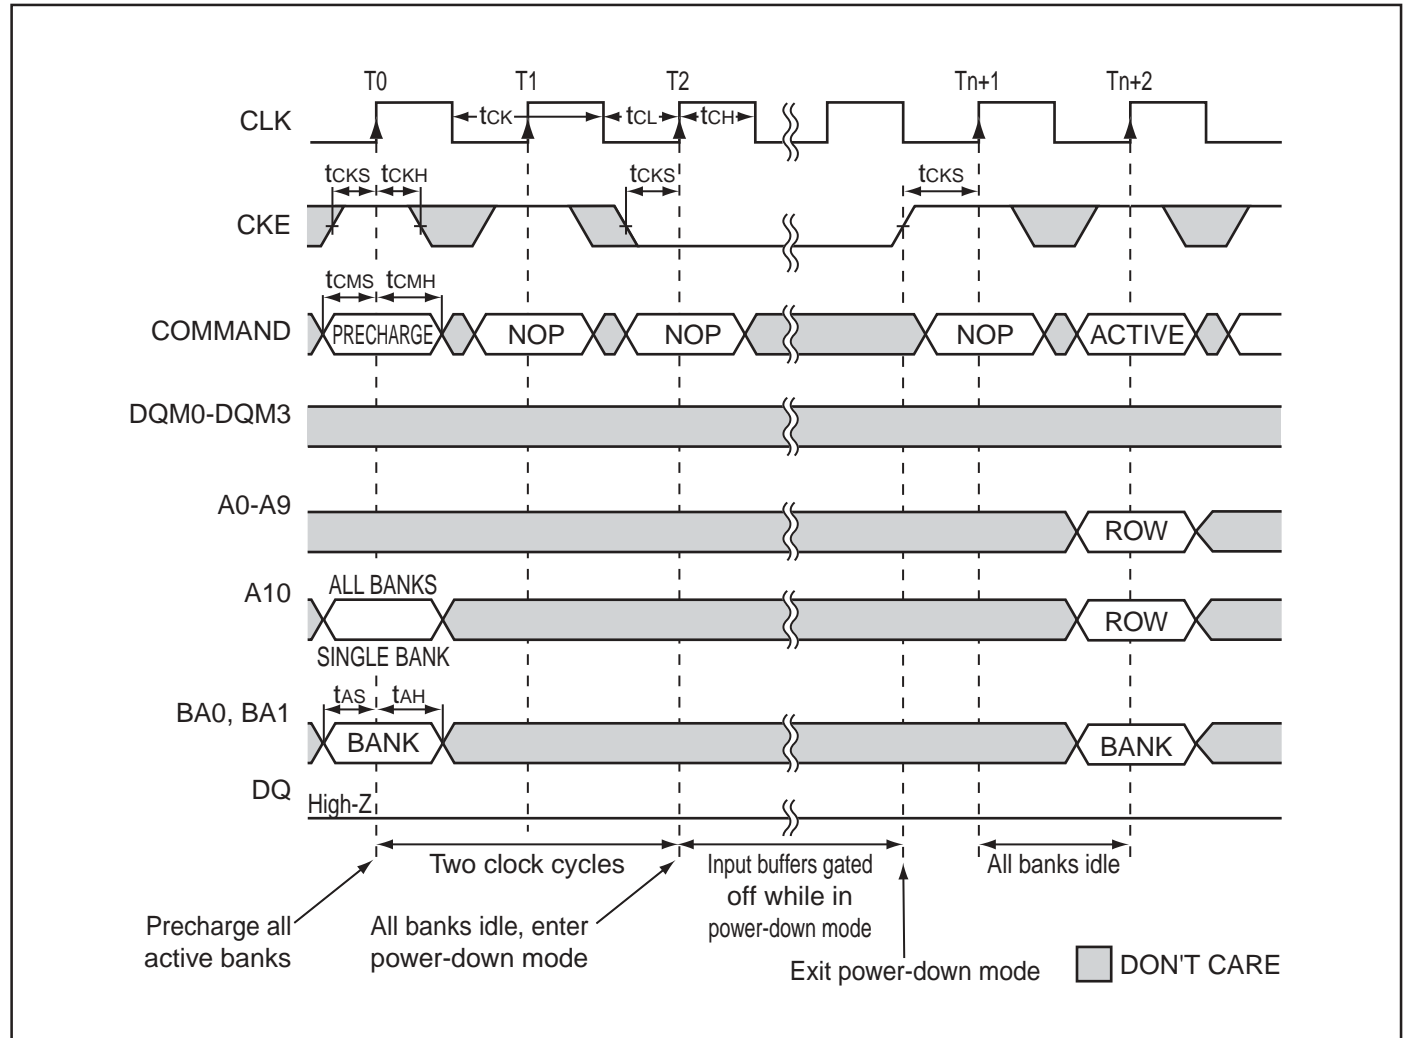 T0 T1 T2 Tn+1 Tn+2
CLK tCK tCL tCH
tCKS tCKH tCKS tCKS
CKE
tCMS tCMH
COMMAND PRECHARGE NOP NOP NOP ACTIVE
DQM0-DQM3
A0-A9 ROW
ALL BANKS
A10 ROW
SINGLE BANK
tAS tAH
BA0, BA1 BANK BANK
DQ
High-Z
Two clock cycles
Input buffers gated
off while in
power-down mode
All banks idle
Precharge all
active banks
All banks idle, enter
power-down mode
Exit power-down mode
DON'T CARE